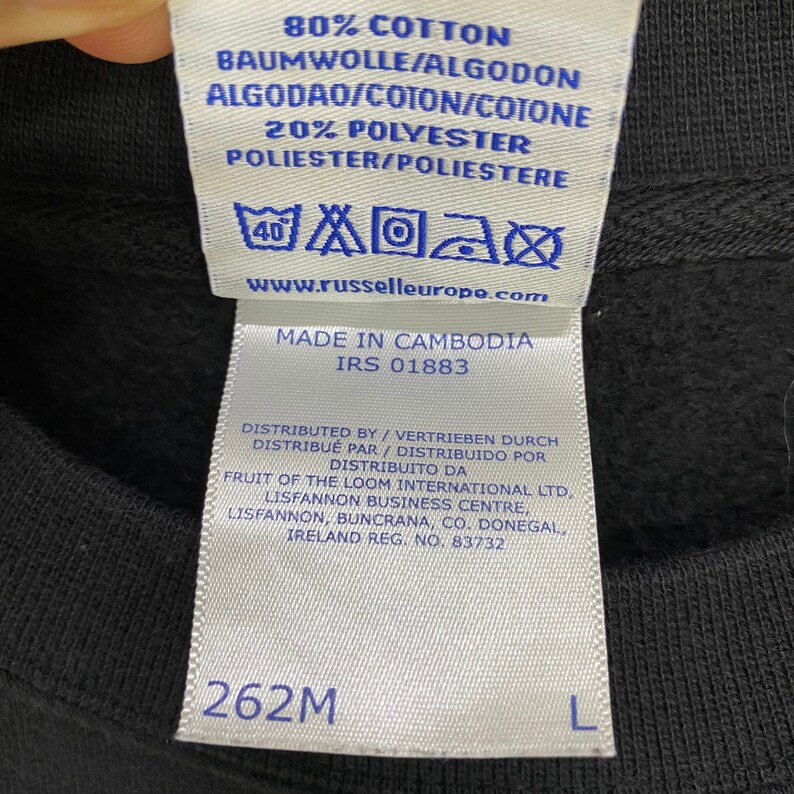 80% COTTON
BAUMWOLLE/ALGODON
ALGODAO/COTON/COTONE
20% POLYESTER
POLIESTER/POLIESTERE
40°
www.russelleurope.com
MADE IN CAMBODIA
IRS 01883
DISTRIBUTED BY / VERTRIEBEN DURCH
DISTRIBUÉ PAR / DISTRIBUIDO POR
DISTRIBUITO DA
FRUIT OF THE LOOM INTERNATIONAL LTD,
LISFANNON BUSINESS CENTRE,
LISFANNON, BUNCRANA, CO. DONEGAL,
IRELAND REG. NO. 83732
262M L